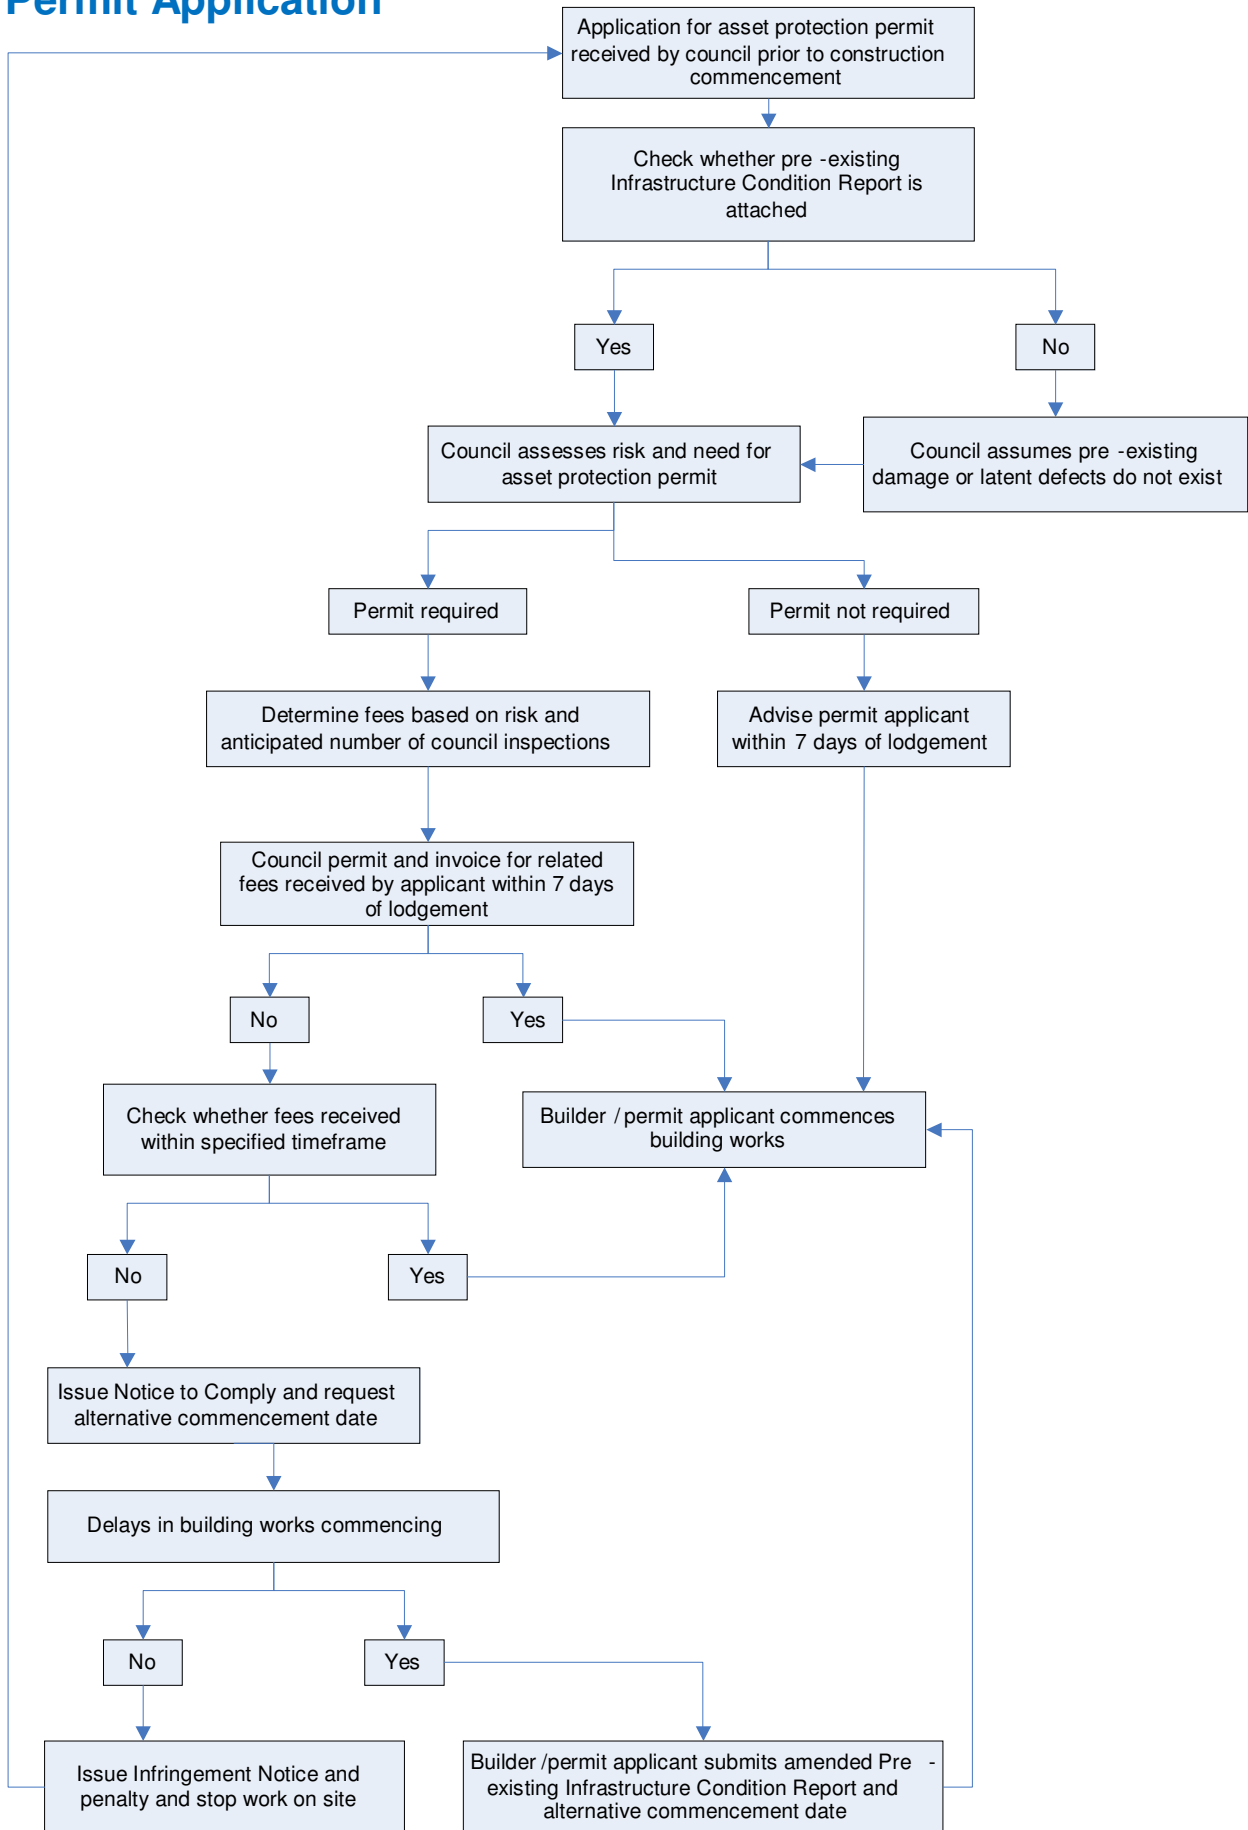 Permit Application
Application for asset protection permit
received by council prior to construction
commencement
Check whether pre -existing
Infrastructure Condition Report is
attached
Yes
No
Council assesses risk and need for
asset protection permit
Council assumes pre -existing
damage or latent defects do not exist
Permit required
Permit not required
Determine fees based on risk and
anticipated number of council inspections
Advise permit applicant
within 7 days of lodgement
Council permit and invoice for related
fees received by applicant within 7 days
of lodgement
No
Yes
Check whether fees received
within specified timeframe
Builder / permit applicant commences
building works
No
Yes
Issue Notice to Comply and request
alternative commencement date
Delays in building works commencing
No
Yes
Issue Infringement Notice and
penalty and stop work on site
Builder /permit applicant submits amended Pre -
existing Infrastructure Condition Report and
alternative commencement date